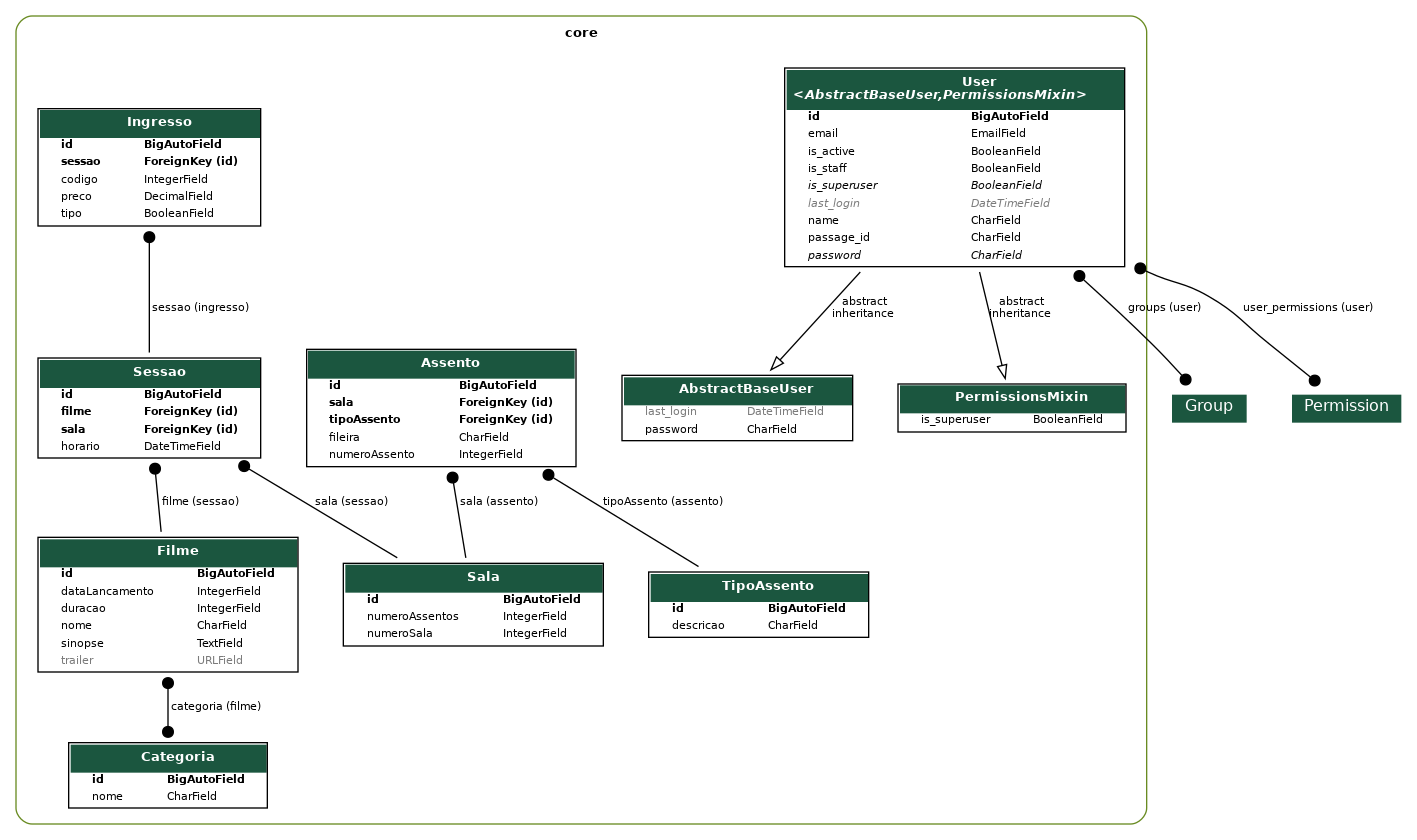 core
User
<AbstractBaseUser,PermissionsMixin>
id BigAutoField
email EmailField
is_active BooleanField
is_staff BooleanField
is_superuser BooleanField
last_login DateTimeField
name CharField
passage_id CharField
password CharField
Ingresso
id BigAutoField
sessao ForeignKey (id)
codigo IntegerField
preco DecimalField
tipo BooleanField
sessao (ingresso)
abstract
inheritance
abstract
inheritance
groups (user)
user_permissions (user)
Sessao
id BigAutoField
filme ForeignKey (id)
sala ForeignKey (id)
horario DateTimeField
Assento
id BigAutoField
sala ForeignKey (id)
tipoAssento ForeignKey (id)
fileira CharField
numeroAssento IntegerField
AbstractBaseUser
last_login DateTimeField
password CharField
PermissionsMixin
is_superuser BooleanField
Group
Permission
filme (sessao)
sala (sessao)
sala (assento)
tipoAssento (assento)
Filme
id BigAutoField
dataLancamento IntegerField
duracao IntegerField
nome CharField
sinopse TextField
trailer URLField
Sala
id BigAutoField
numeroAssentos IntegerField
numeroSala IntegerField
TipoAssento
id BigAutoField
descricao CharField
categoria (filme)
Categoria
id BigAutoField
nome CharField